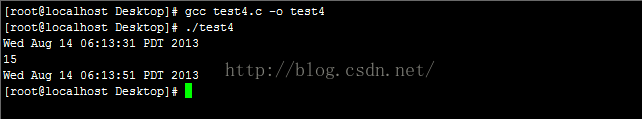 [root@localhost Desktop]# gcc test4.c -o test4
[root@localhost Desktop]# ./test4
Wed Aug 14 06:13:31 PDT 2013
15
Wed Aug 14 06:13:51 PDT 2013
http://blog.csdn.net/
[root@localhost Desktop]#